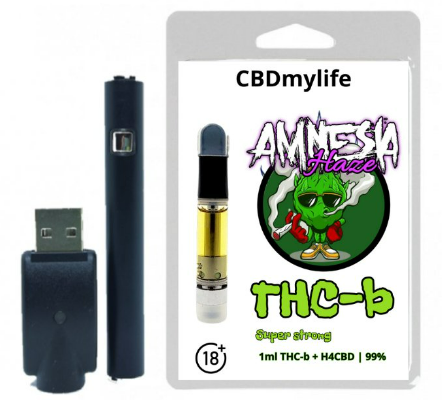 CBDmylife
AMNESIA
Haze
THC-b
Super strong
18+
1ml THC-b + H4CBD | 99%